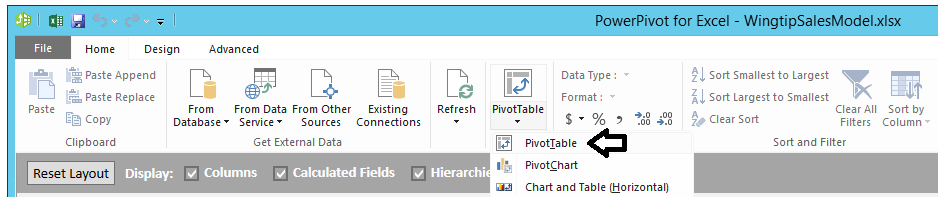 PowerPivot for Excel - WingtipSalesModel.xlsx
File Home Design Advanced
Paste
Paste Append
Paste Replace
Copy
Clipboard
From
Database
From Data
Service
From Other
Sources
Existing
Connections
Get External Data
Refresh
PivotTable
Data Type :
Format :
$ % , .00 .00
Sort Smallest to Largest
Sort Largest to Smallest
Clear Sort
Clear All
Filters
Sort by
Column
Sort and Filter
PivotTable
PivotChart
Chart and Table (Horizontal)
Reset Layout Display: Columns Calculated Fields